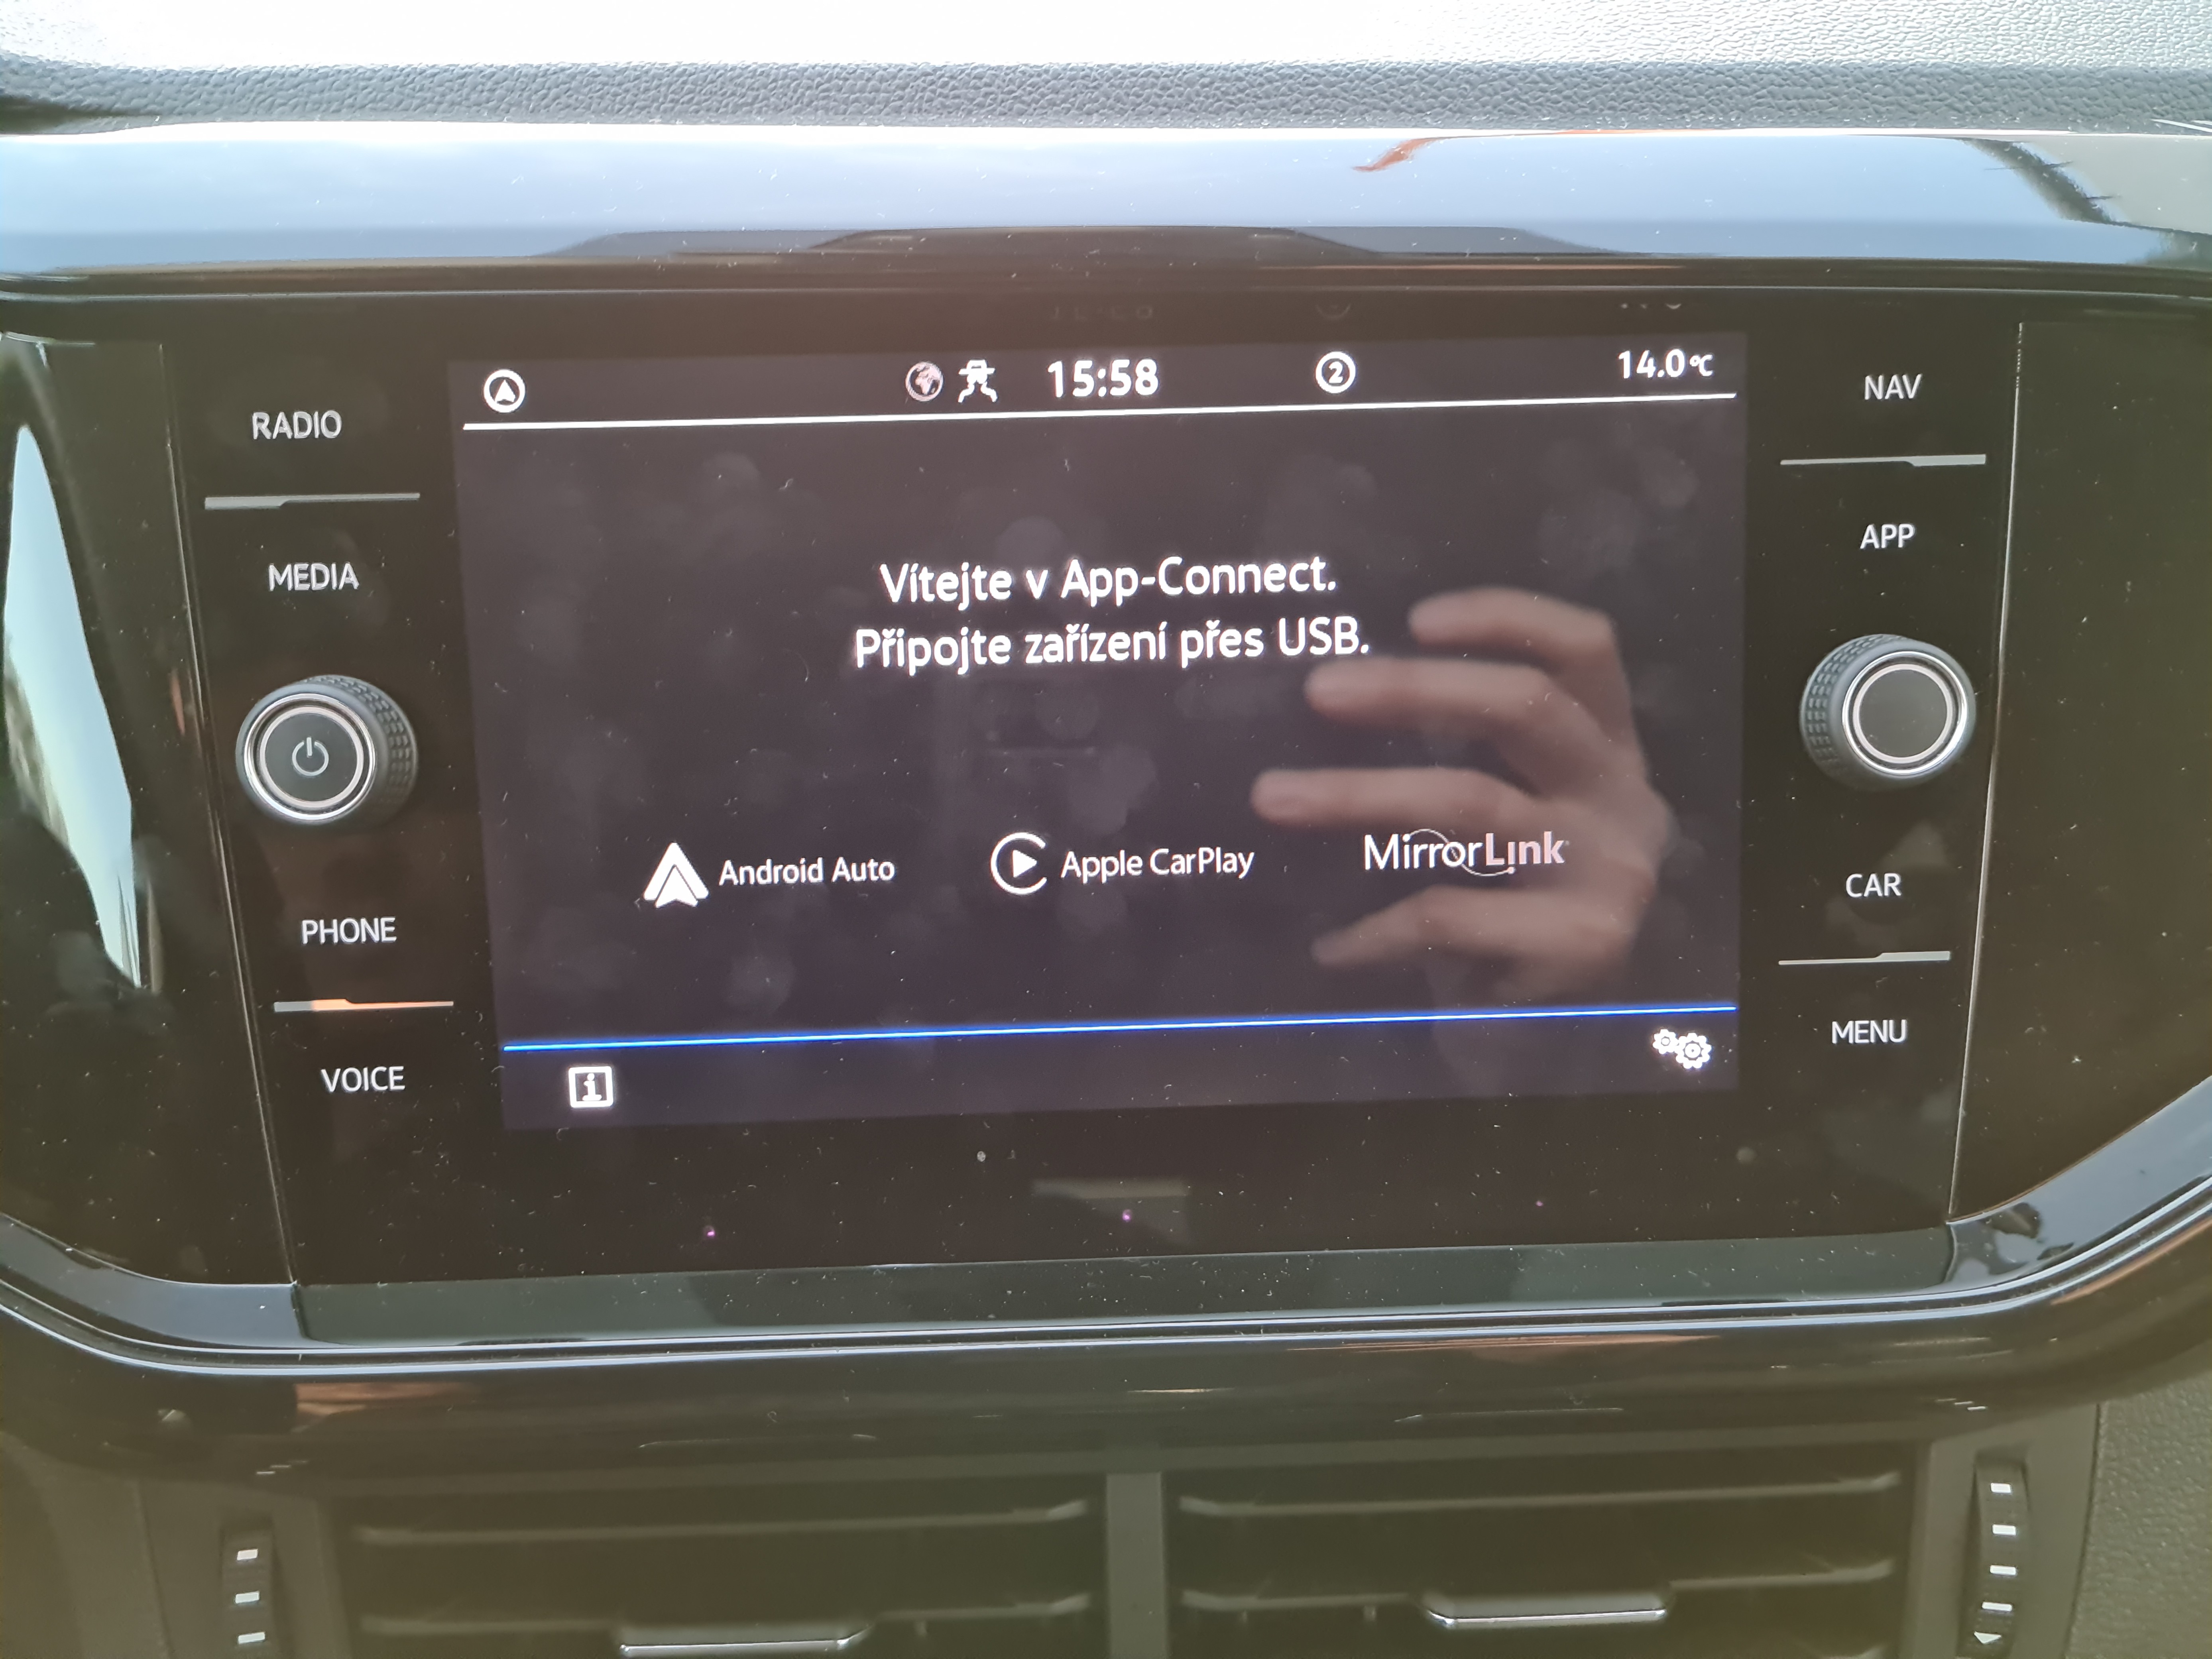 15:58
2
14.0°C
RADIO
MEDIA
PHONE
VOICE
Vítejte v App-Connect.
Připojte zařízení přes USB.
Android Auto
Apple CarPlay
MirrorLink
i
NAV
APP
CAR
MENU